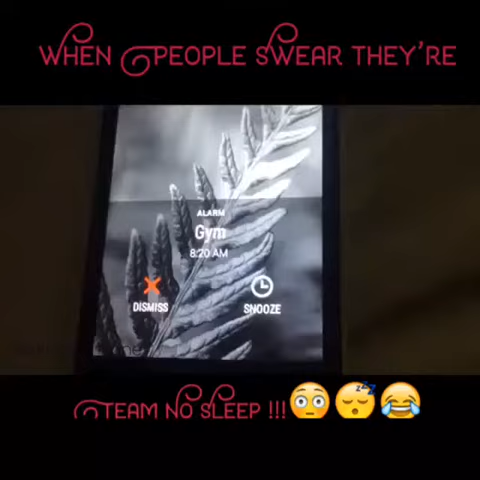 WHEN PEOPLE SWEAR THEY'RE
ALARM
Gym
8:20 AM
DISMISS
SNOOZE
TEAM NO SLEEP !!!